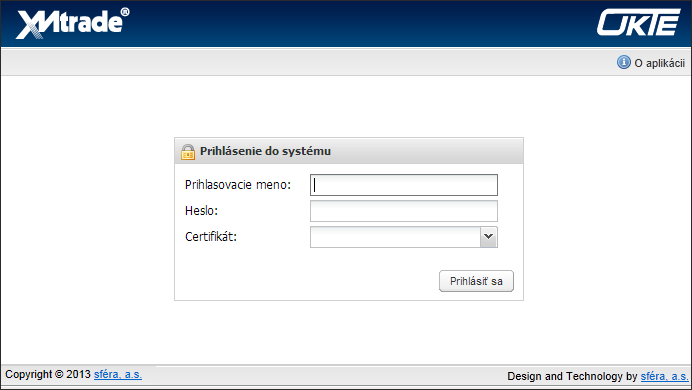 XMtrade®
OKTE
O aplikácii
Prihlásenie do systému
Prihlasovacie meno:
Heslo:
Certifikát:
Prihlásiť sa
Copyright © 2013 sféra, a.s.
Design and Technology by sféra, a.s.